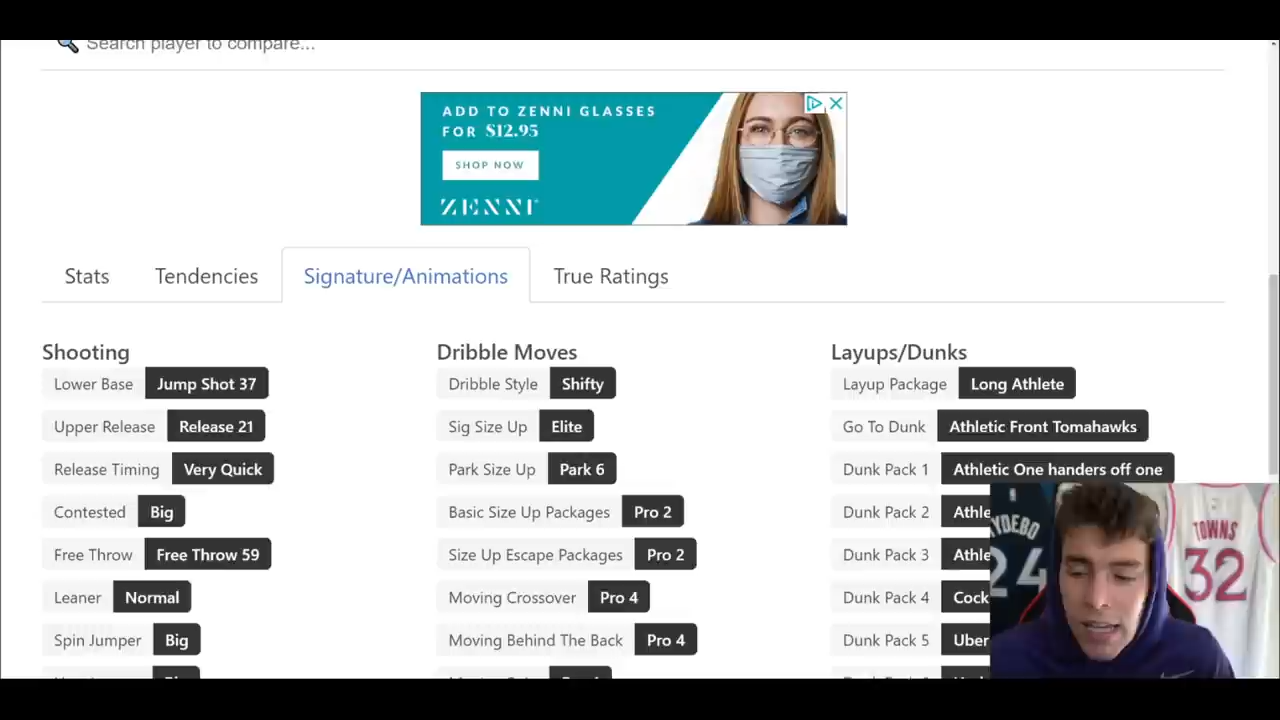 Search player to compare...
ADD TO ZENNI GLASSES
FOR $12.95
SHOP NOW
ZENNI
Stats
Tendencies
Signature/Animations
True Ratings
Shooting
Lower Base Jump Shot 37
Upper Release Release 21
Release Timing Very Quick
Contested Big
Free Throw Free Throw 59
Leaner Normal
Spin Jumper Big
Dribble Moves
Dribble Style Shifty
Sig Size Up Elite
Park Size Up Park 6
Basic Size Up Packages Pro 2
Size Up Escape Packages Pro 2
Moving Crossover Pro 4
Moving Behind The Back Pro 4
Layups/Dunks
Layup Package Long Athlete
Go To Dunk Athletic Front Tomahawks
Dunk Pack 1 Athletic One handers off one
Dunk Pack 2 Athle
Dunk Pack 3 Athle
Dunk Pack 4 Cock
Dunk Pack 5 Uber
24
TOWNS
32